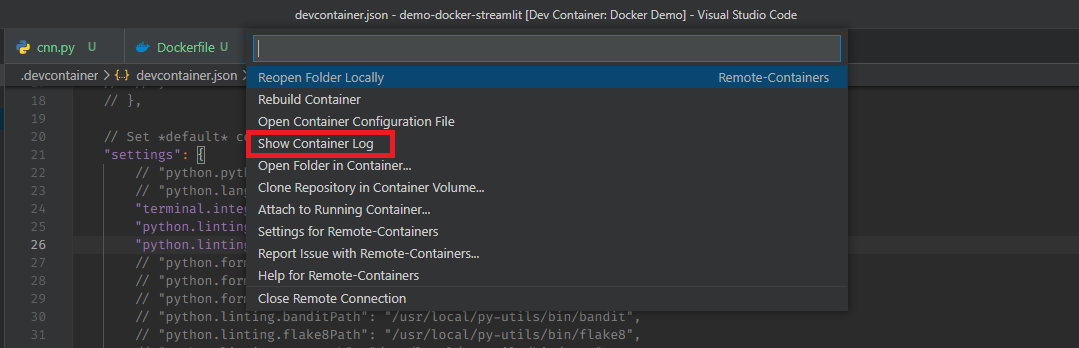 devcontainer.json - demo-docker-streamlit [Dev Container: Docker Demo] - Visual Studio Code
cnn.py U Dockerfile U
.devcontainer > {..} devcontainer.json >
Reopen Folder Locally Remote-Containers
Rebuild Container
Open Container Configuration File
Show Container Log
Open Folder in Container...
Clone Repository in Container Volume...
Attach to Running Container...
Settings for Remote-Containers
Report Issue with Remote-Containers...
Help for Remote-Containers
Close Remote Connection
18 // },
19
20 // Set *default* co
21 "settings": {
22 // "python.pyt
23 // "python.lan
24 "terminal.integ
25 "python.linting
26 "python.linting
27 // "python.for
28 // "python.for
29 // "python.for
30 // "python.linting.banditPath": "/usr/local/py-utils/bin/bandit",
31 // "python.linting.flake8Path": "/usr/local/py-utils/bin/flake8",